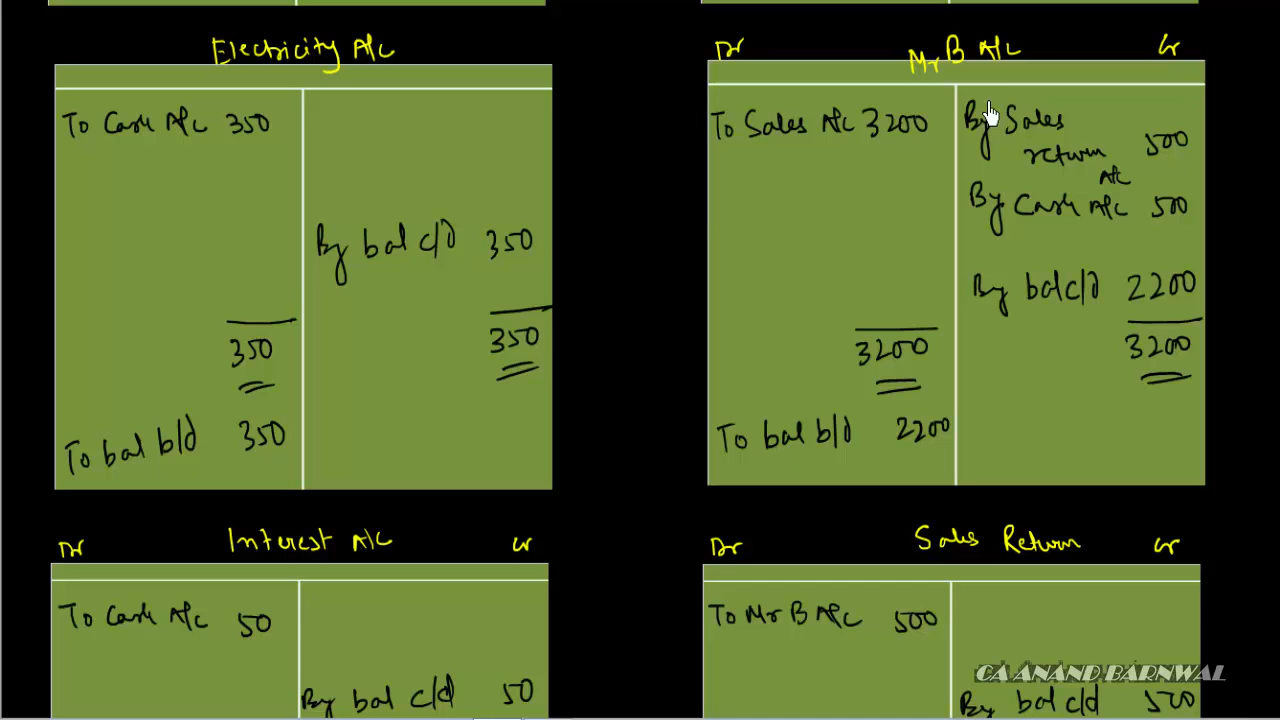 Electricity A/c
To Cash A/c 350
By bal c/d 350
350 350
To bal b/d 350
Dr Mr B A/c Cr
To Sales A/c 3200
By Sales
return 500
A/c
By Cash A/c 500
By bal c/d 2200
3200 3200
To bal b/d 2200
Dr Interest A/c Cr
To Cash A/c 50
By bal c/d 50
Dr Sales Return Cr
To Mr B A/c 500
By bal c/d 500
CA ANAND BARNWAL